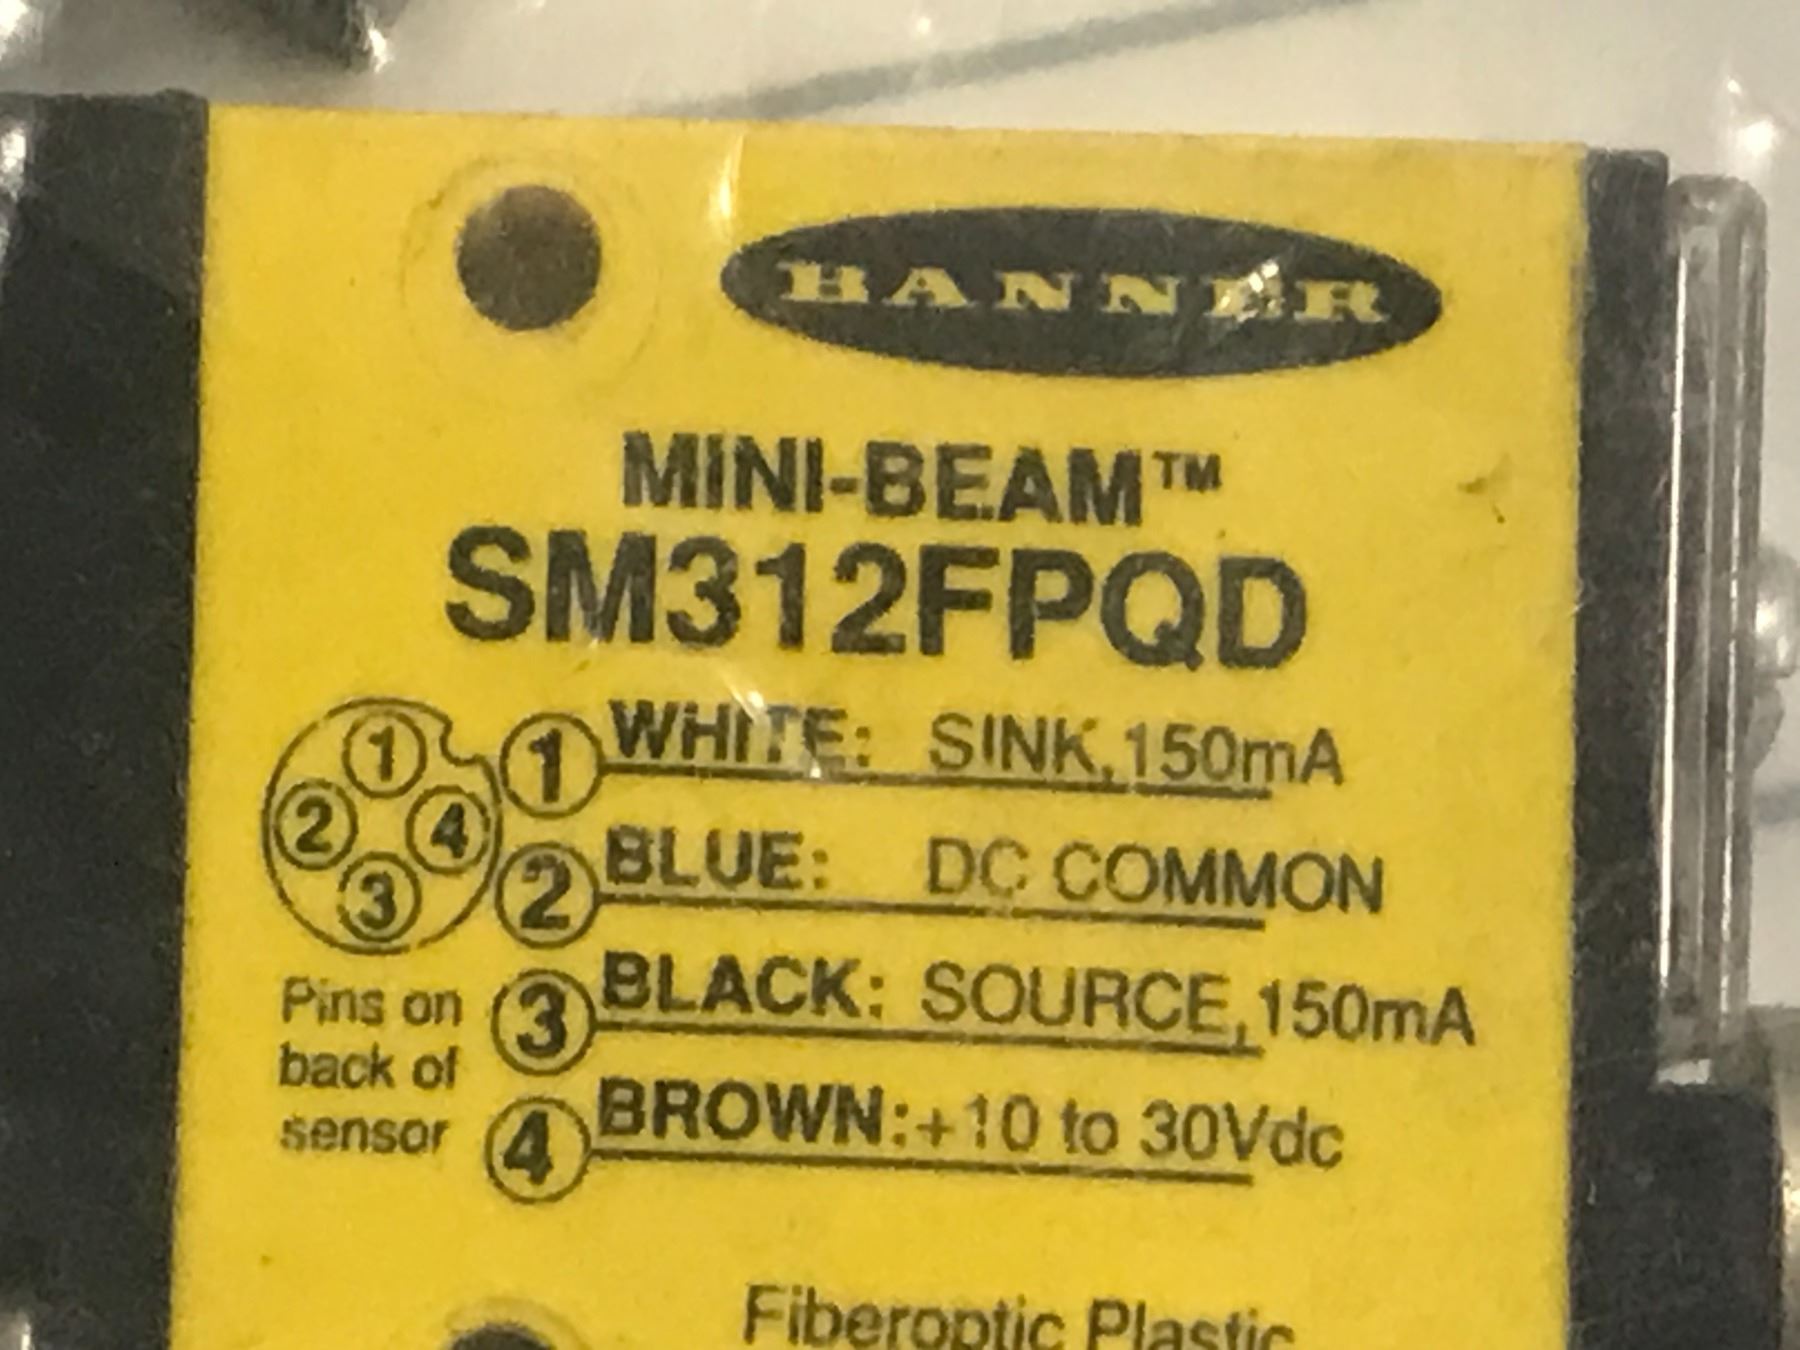 BANNER
MINI-BEAM™
SM312FPQD
1 2 4 3
1 WHITE: SINK, 150mA
2 BLUE: DC COMMON
3 BLACK: SOURCE, 150mA
4 BROWN: +10 to 30Vdc
Pins on
back of
sensor
Fiberoptic Plastic